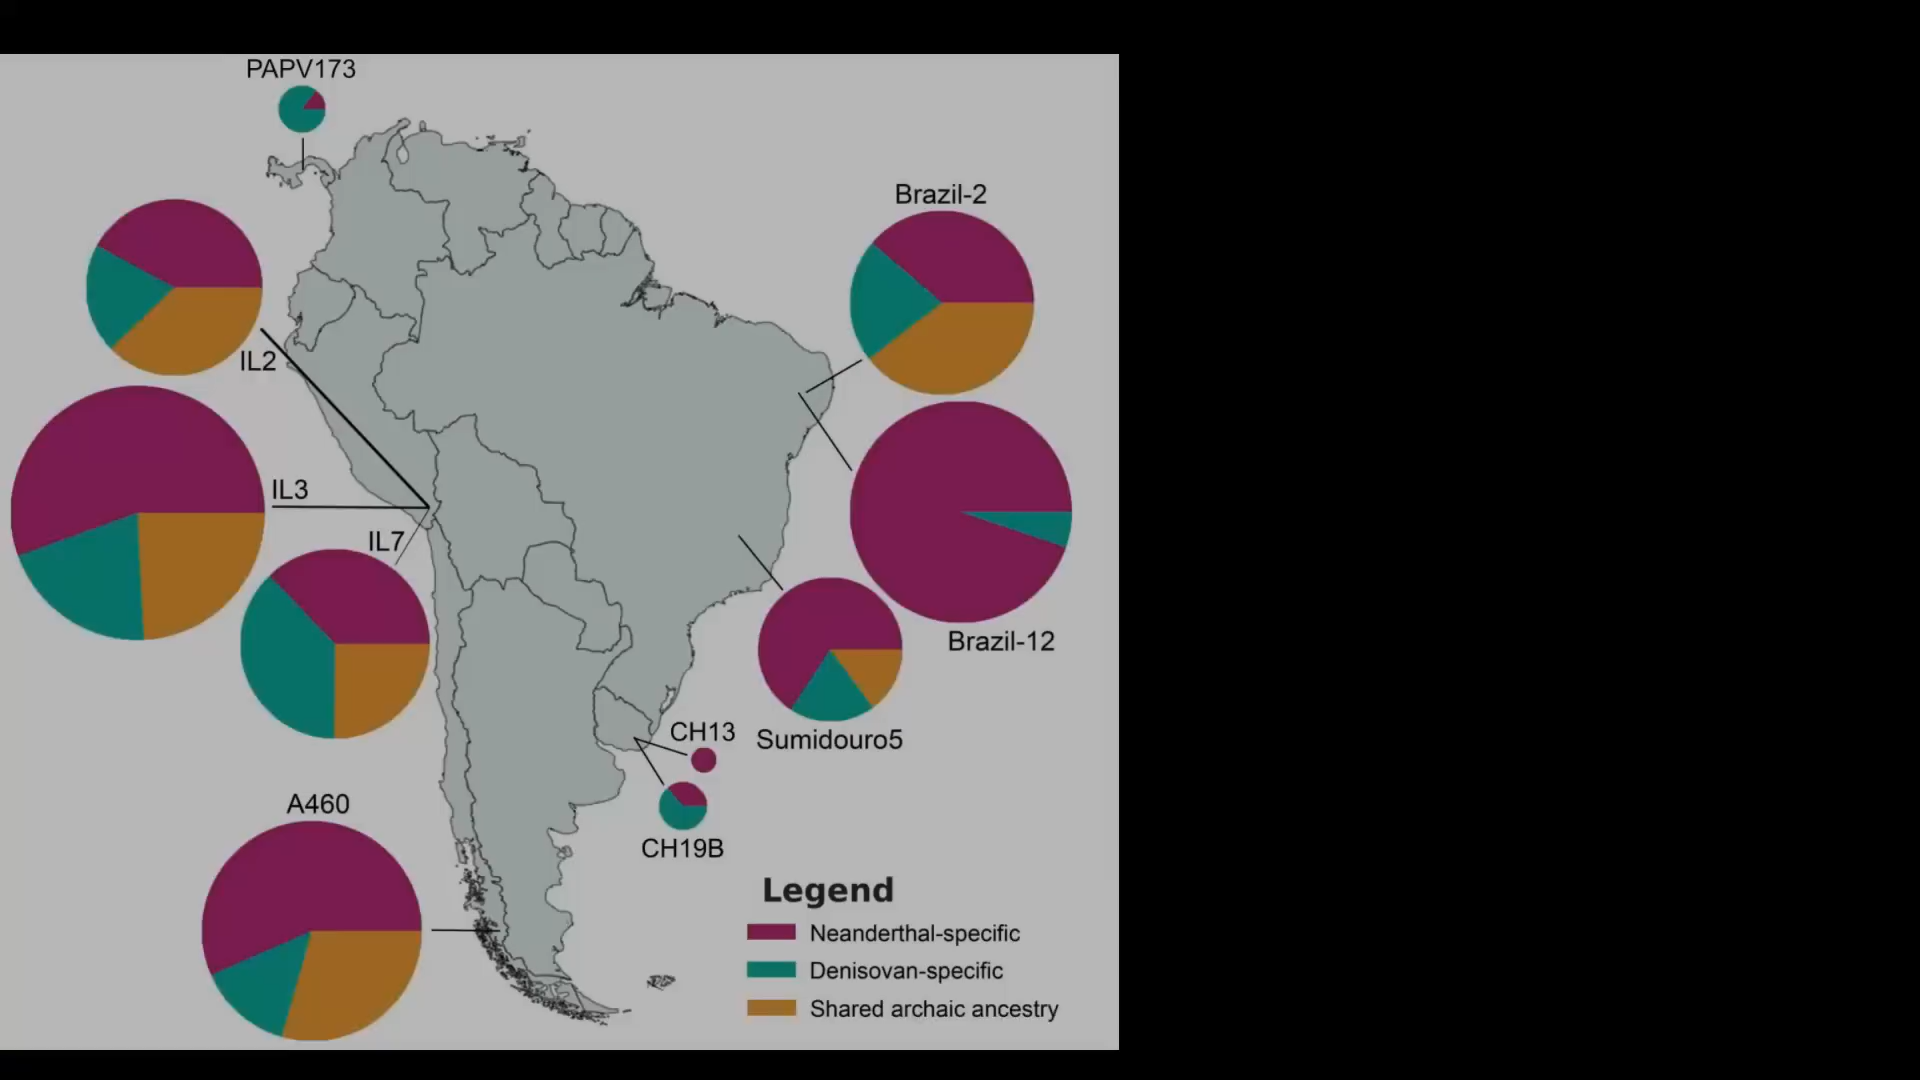 PAPV173
Brazil-2
IL2
IL3
IL7
Brazil-12
CH13
Sumidouro5
A460
CH19B
Legend
Neanderthal-specific
Denisovan-specific
Shared archaic ancestry